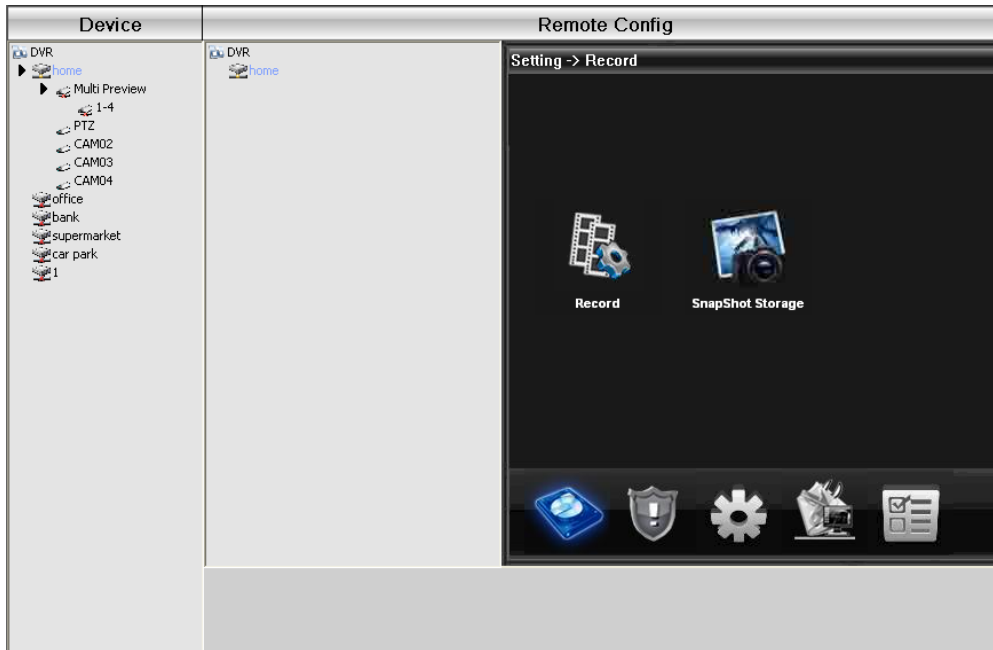 Device
Remote Config
DVR
home
Multi Preview
1-4
PTZ
CAM02
CAM03
CAM04
office
bank
supermarket
car park
1
DVR
home
Setting -> Record
Record
SnapShot Storage